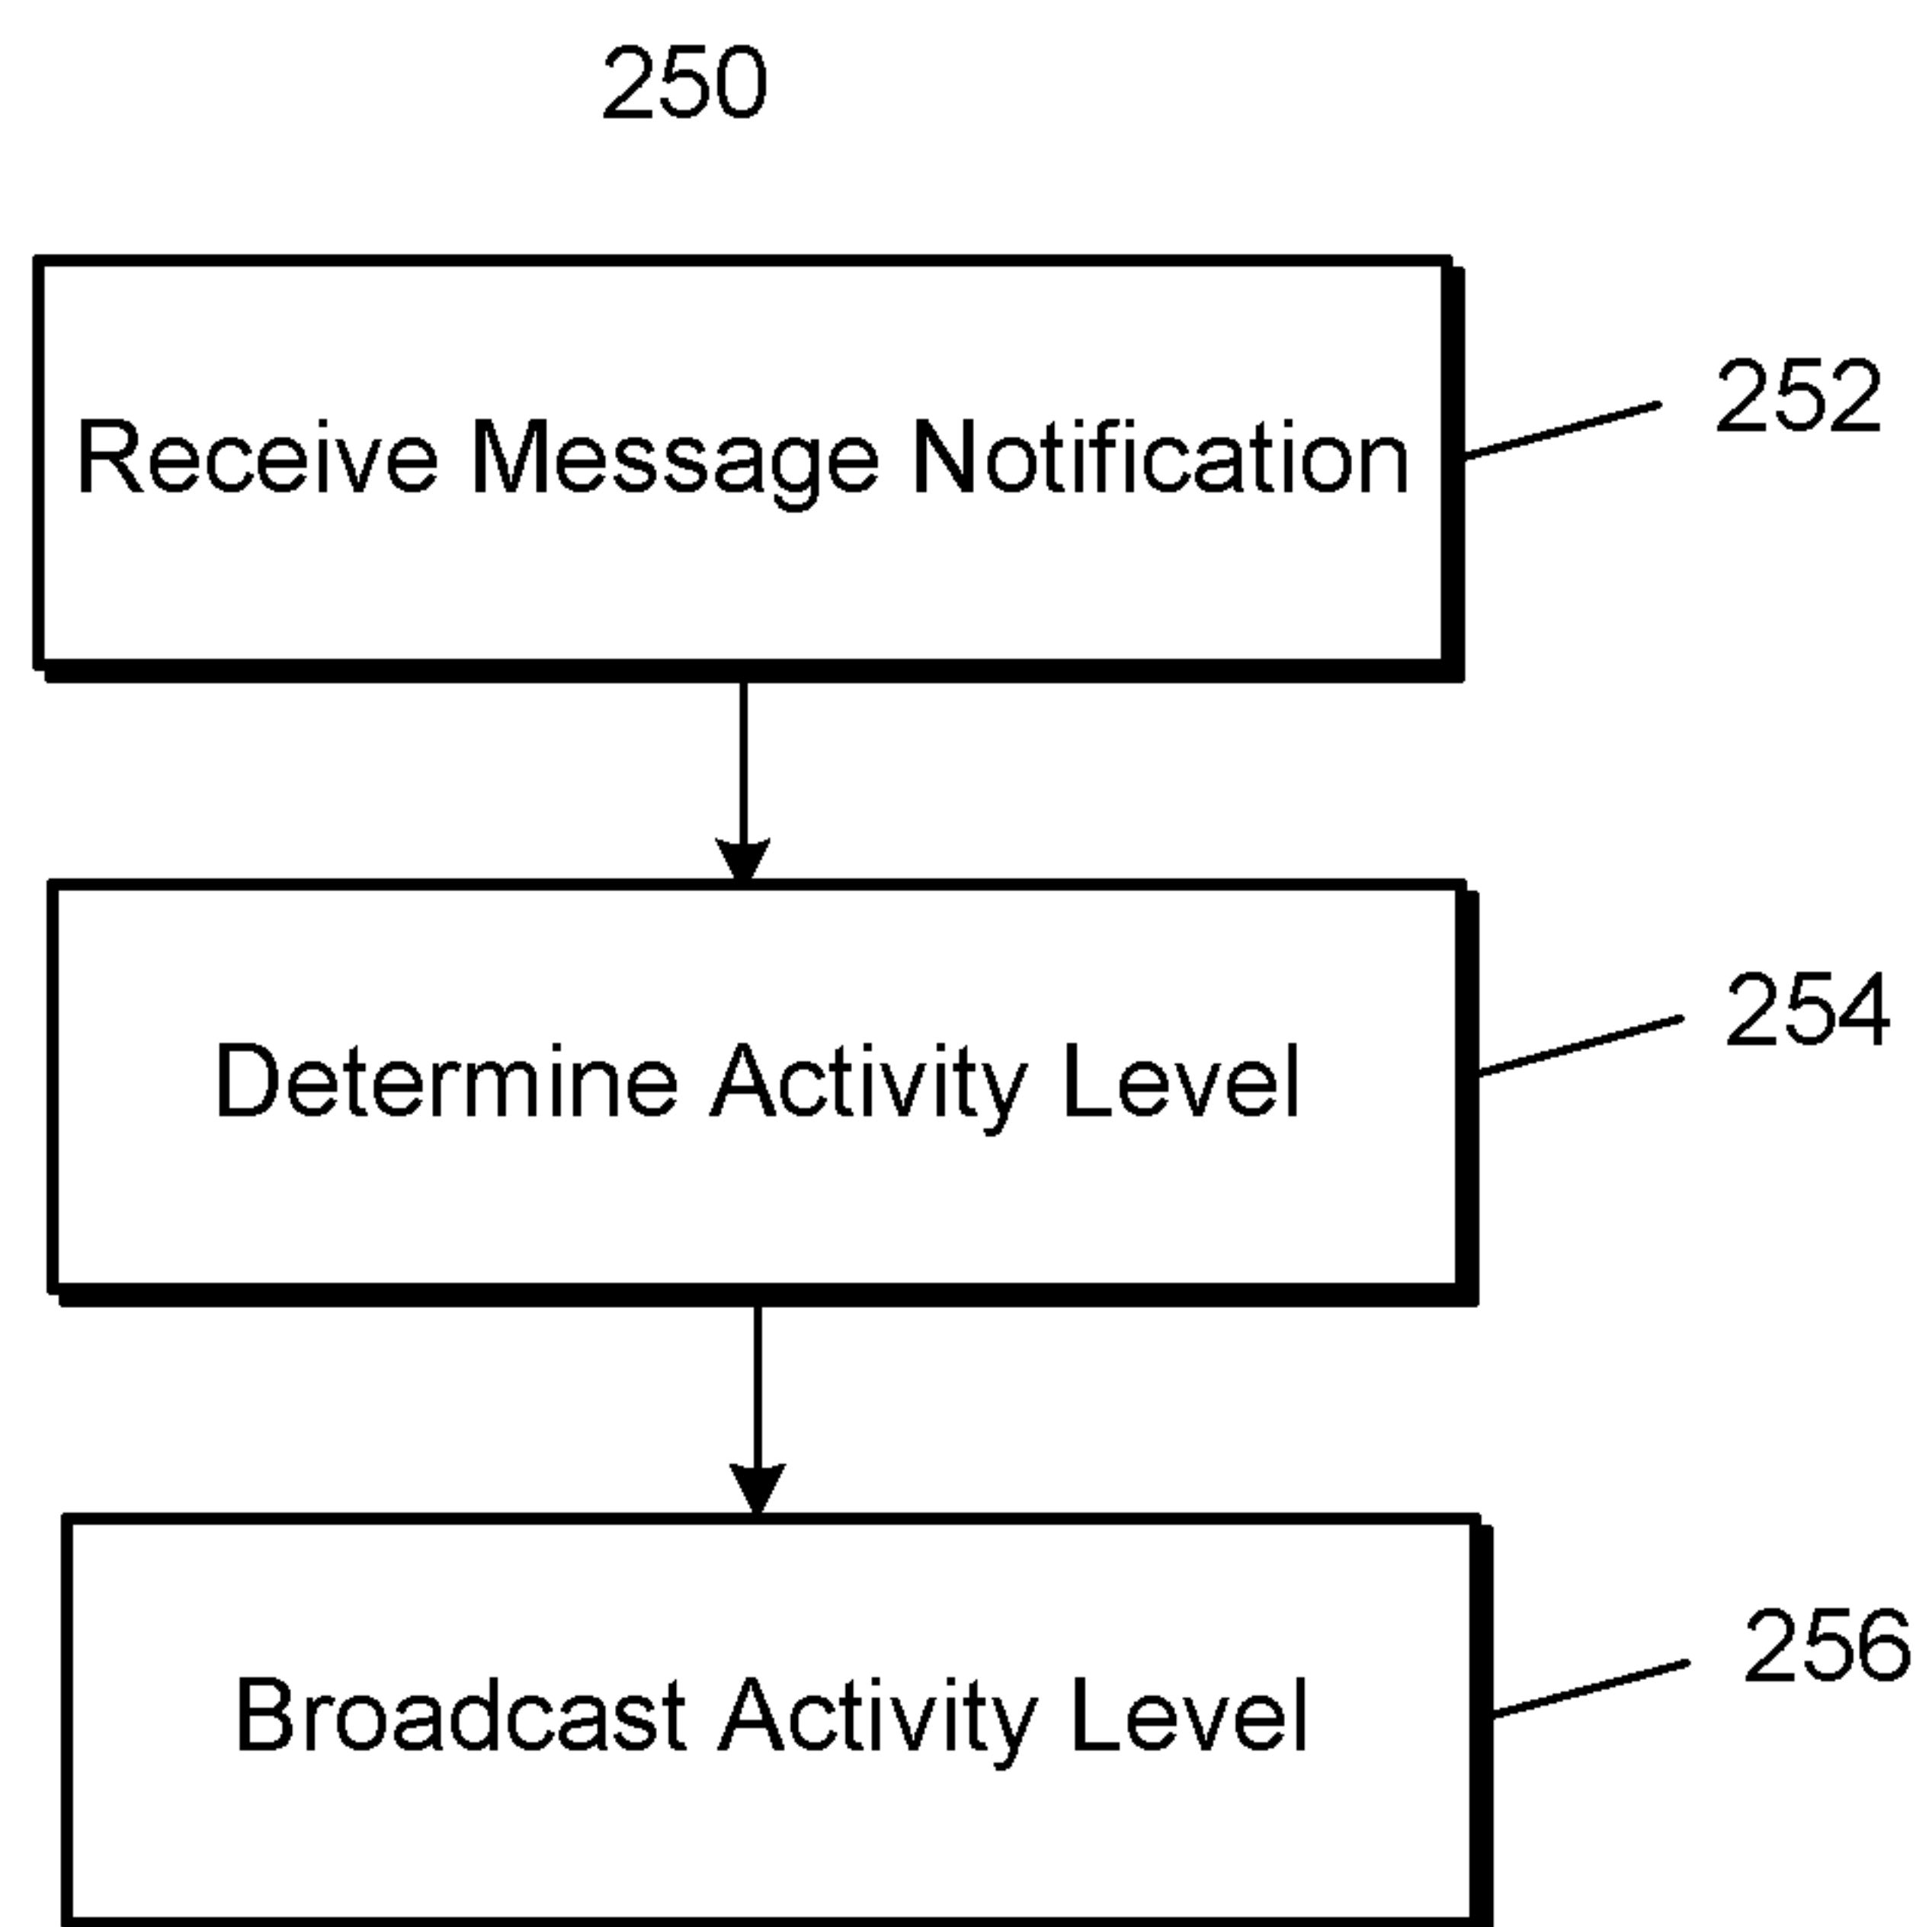 250
Receive Message Notification
252
Determine Activity Level
254
Broadcast Activity Level
256